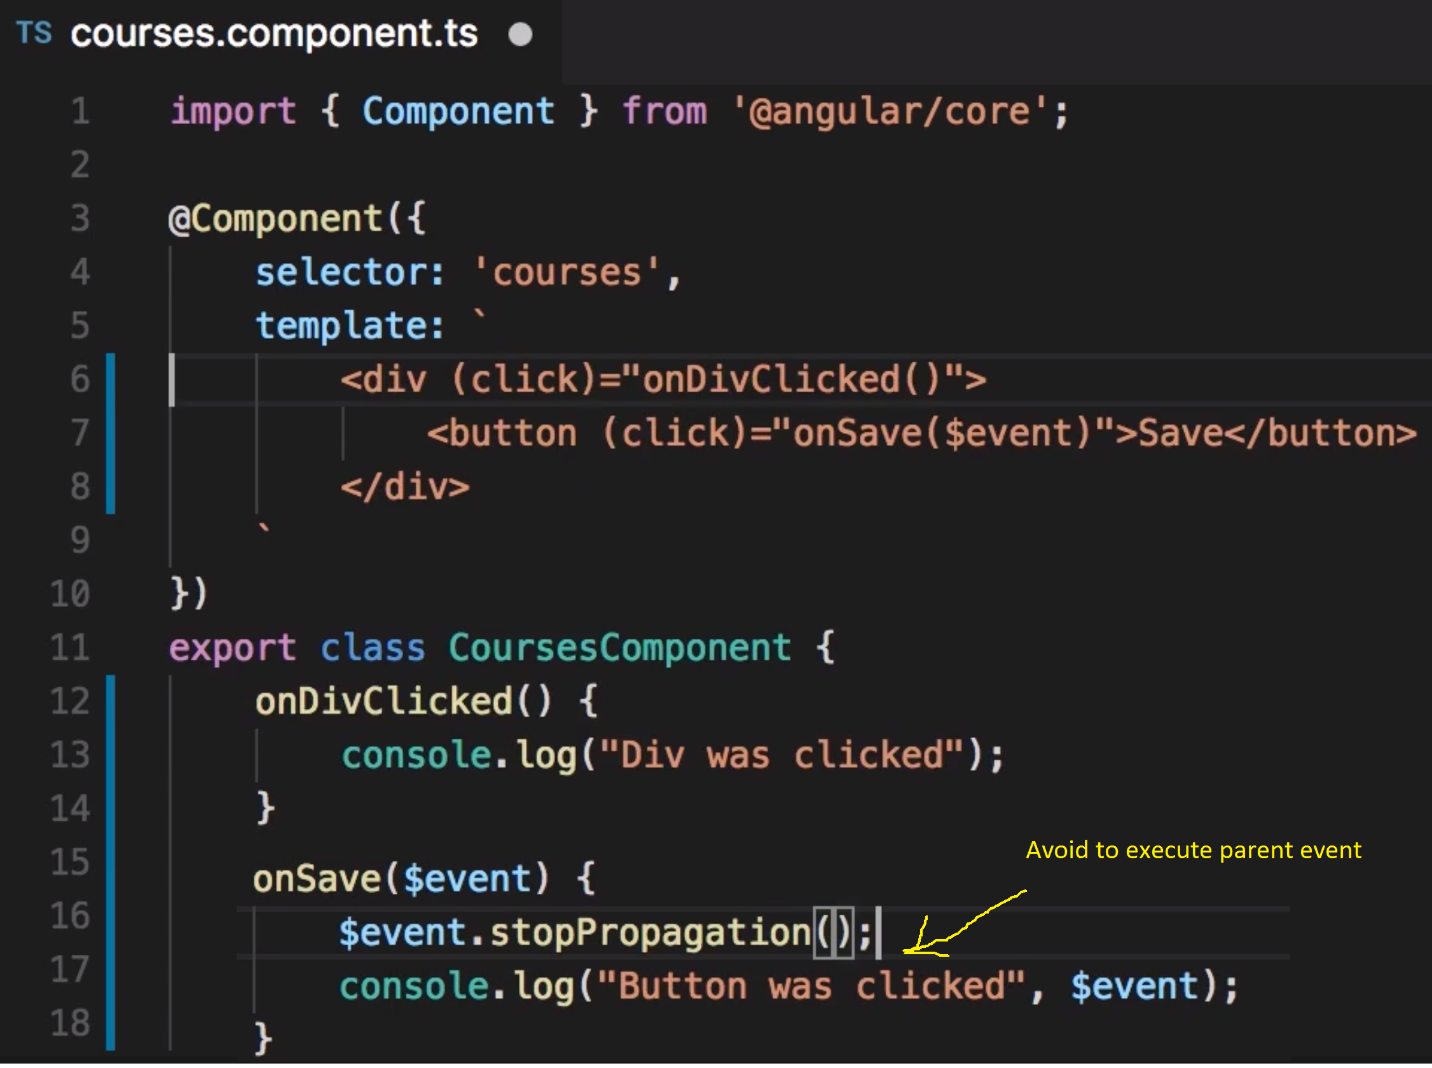 TS courses.component.ts
1 import { Component } from '@angular/core';
2
3 @Component({
4 selector: 'courses',
5 template: `
6 <div (click)="onDivClicked()">
7 <button (click)="onSave($event)">Save</button>
8 </div>
9 `
10 })
11 export class CoursesComponent {
12 onDivClicked() {
13 console.log("Div was clicked");
14 }
Avoid to execute parent event
15 onSave($event) {
16 $event.stopPropagation();
17 console.log("Button was clicked", $event);
18 }